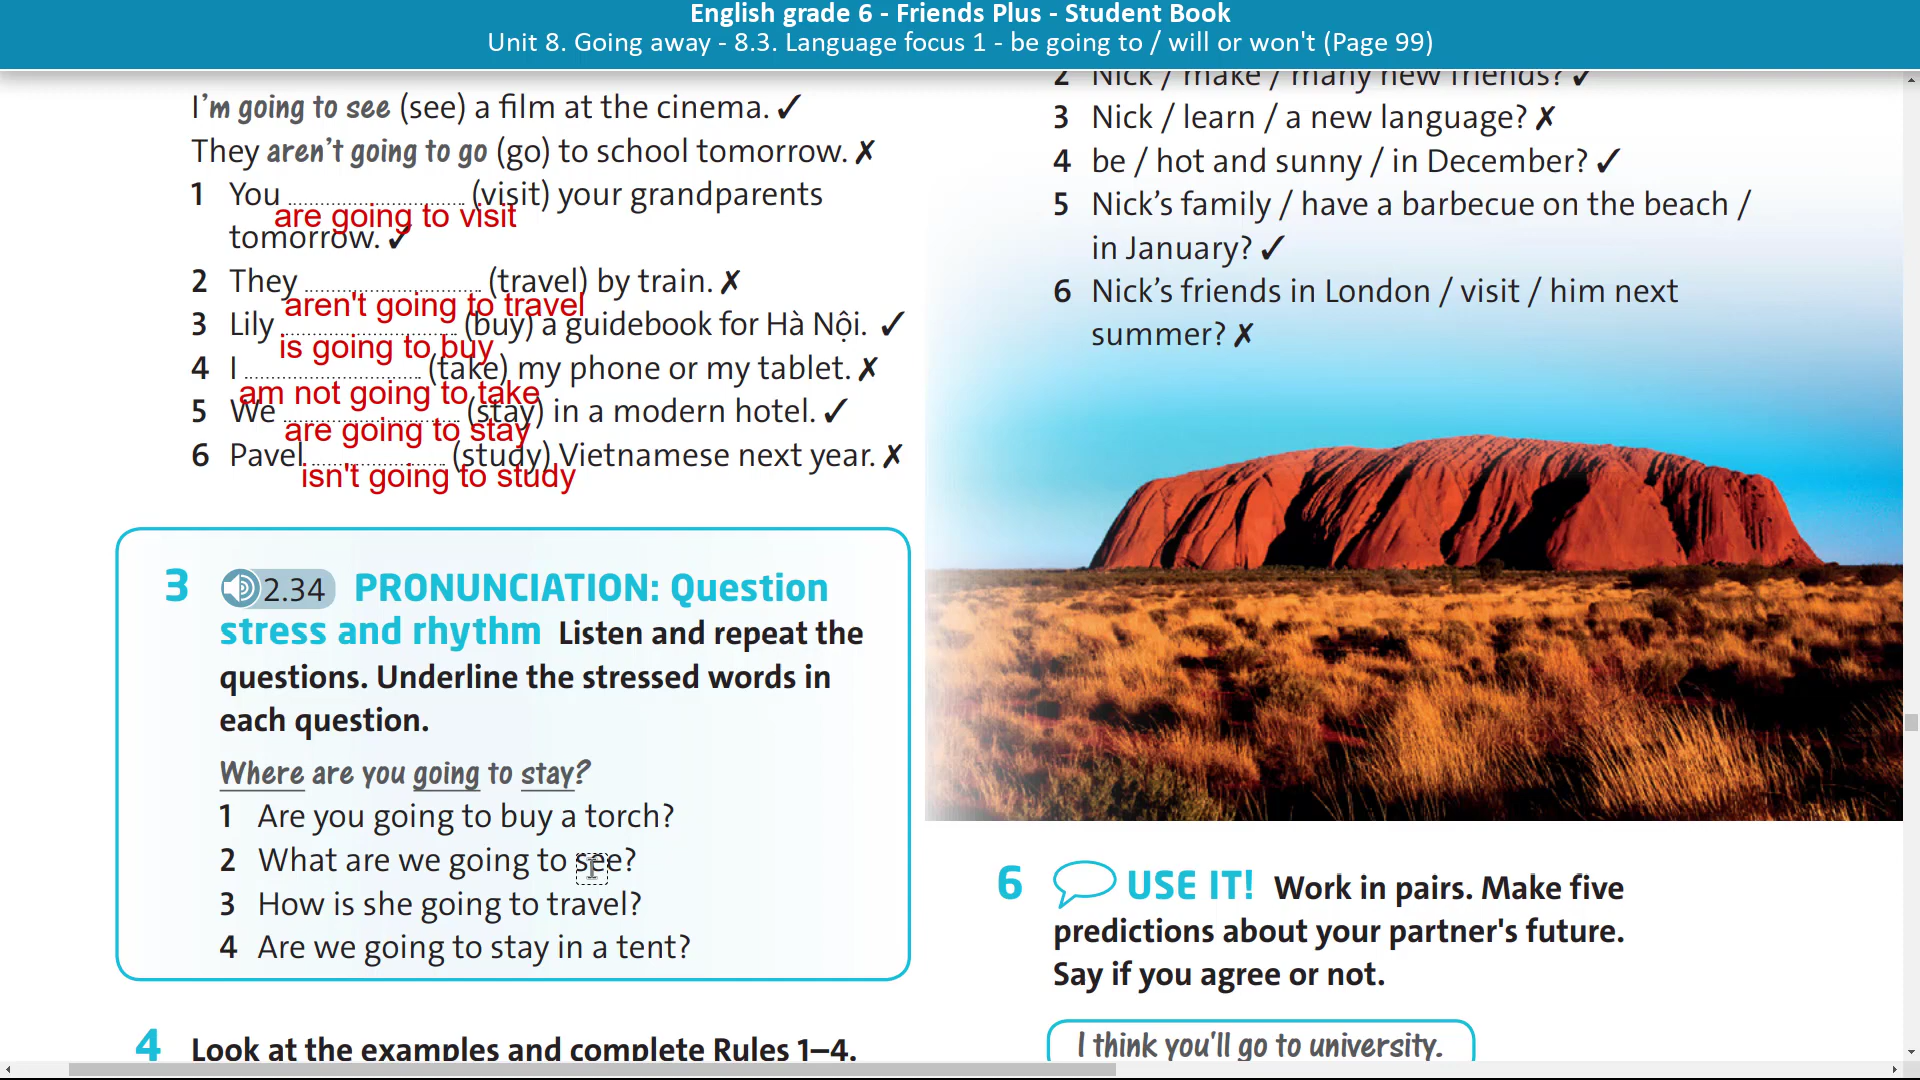 English grade 6 - Friends Plus - Student Book
Unit 8. Going away - 8.3. Language focus 1 - be going to / will or won't (Page 99)
I'm going to see (see) a film at the cinema. ✓
They aren't going to go (go) to school tomorrow. ✗
1 You .......... (visit) your grandparents
are going to visit
tomorrow. ✓
2 They .......... (travel) by train. ✗
aren't going to travel
3 Lily .......... (buy) a guidebook for Hà Nội. ✓
is going to buy
4 I .......... (take) my phone or my tablet. ✗
am not going to take
5 We .......... (stay) in a modern hotel. ✓
are going to stay
6 Pavel .......... (study) Vietnamese next year. ✗
isn't going to study
3 2.34 PRONUNCIATION: Question
stress and rhythm Listen and repeat the
questions. Underline the stressed words in
each question.
Where are you going to stay?
1 Are you going to buy a torch?
2 What are we going to see?
3 How is she going to travel?
4 Are we going to stay in a tent?
4 Look at the examples and complete Rules 1–4.
2 Nick / make / many new friends? ✓
3 Nick / learn / a new language? ✗
4 be / hot and sunny / in December? ✓
5 Nick's family / have a barbecue on the beach /
in January? ✓
6 Nick's friends in London / visit / him next
summer? ✗
6 USE IT! Work in pairs. Make five
predictions about your partner's future.
Say if you agree or not.
I think you'll go to university.